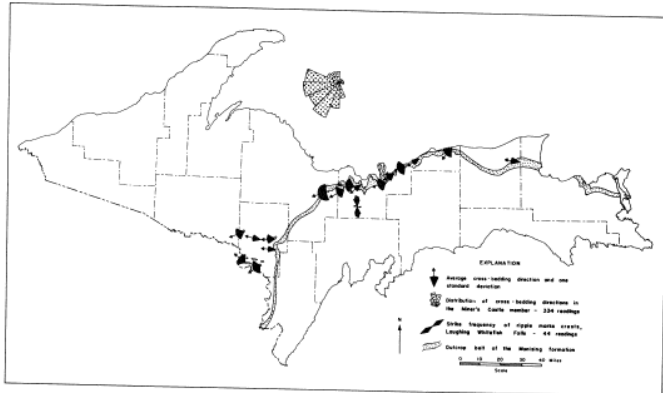 EXPLANATION
Average cross-bedding direction and one
standard deviation
Distribution of cross-bedding directions in
the Miner's Castle member - 334 readings
Strike frequency of ripple marks crests,
Laughing Whitefish Falls - 44 readings
Outcrop belt of the Munising formation
N
0 10 20 30 40 Miles
Scale